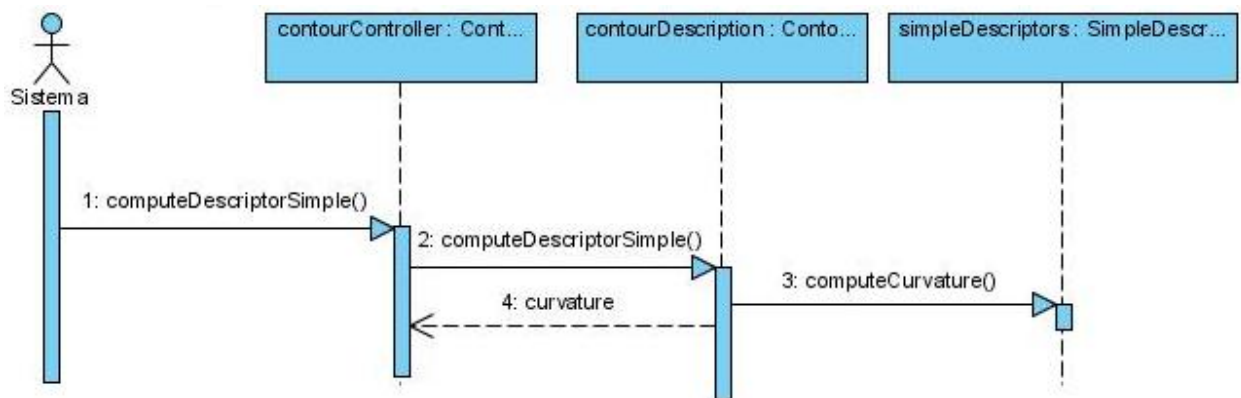 contourController : Cont...
contourDescription : Conto...
simpleDescriptors : SimpleDescr...
Sistema
1: computeDescriptorSimple()
2: computeDescriptorSimple()
3: computeCurvature()
4: curvature